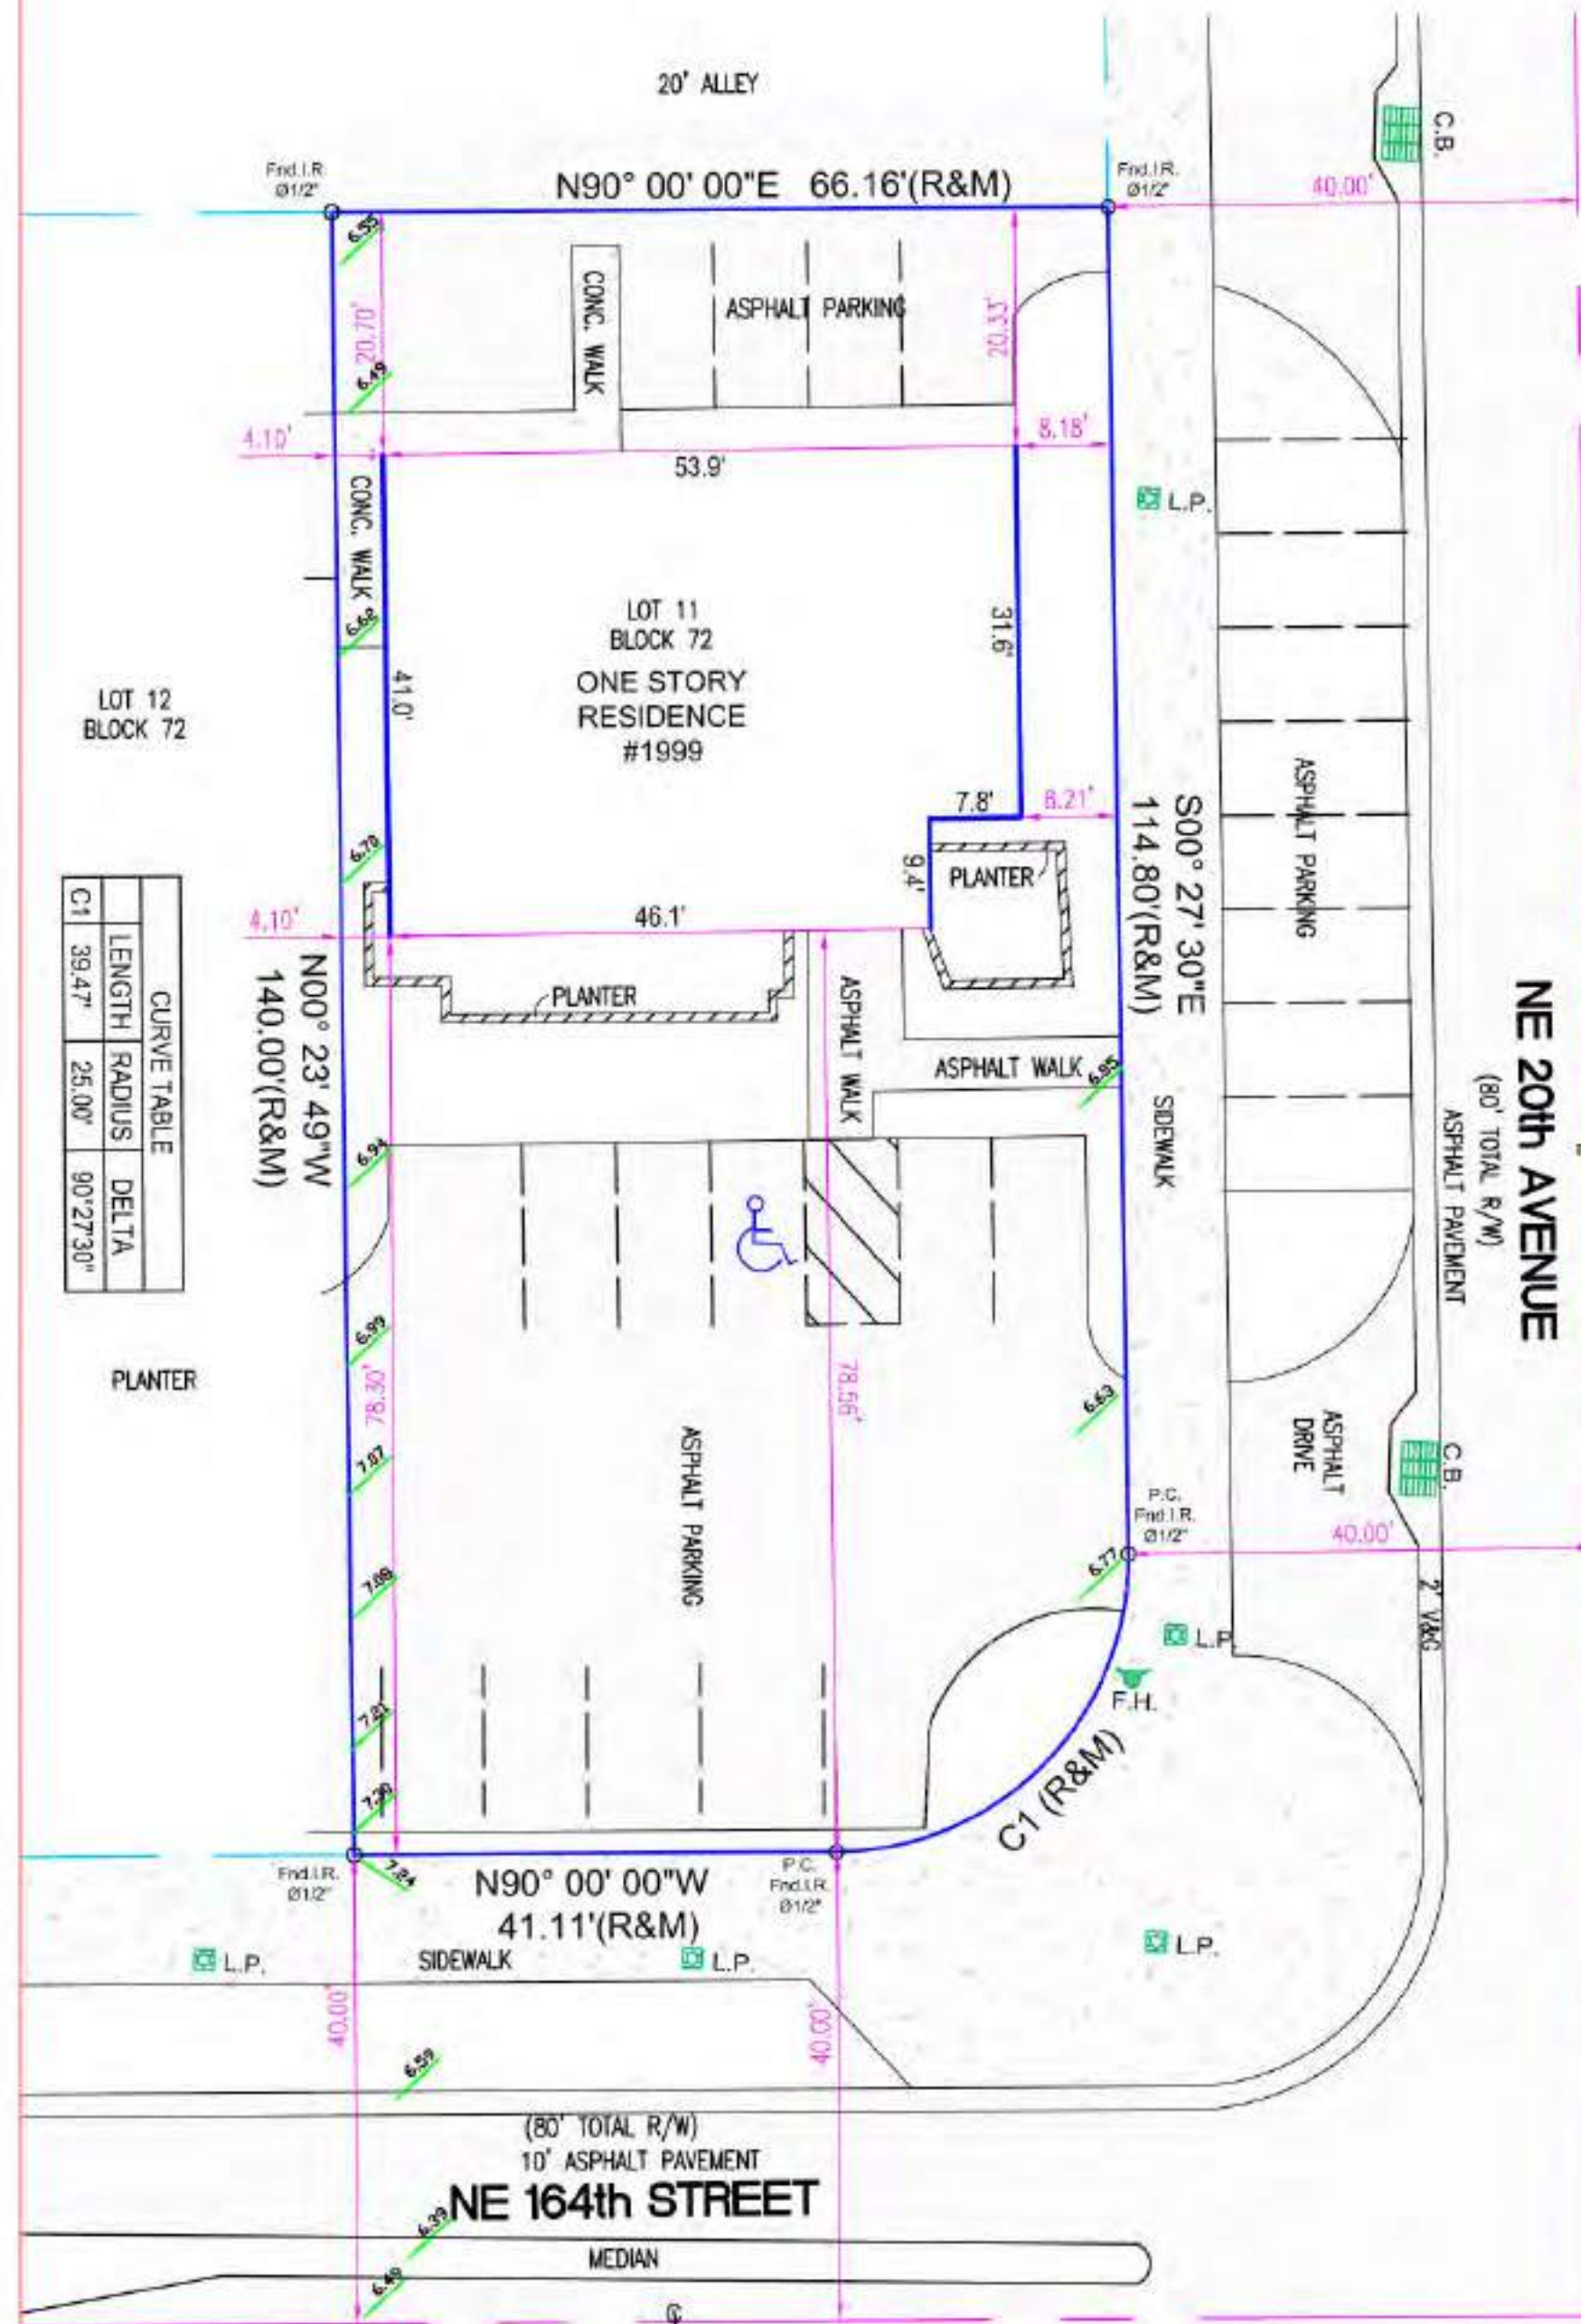 20' ALLEY
C.B.
Fnd.I.R.
Ø1/2"
N90° 00' 00"E 66.16'(R&M)
Fnd.I.R.
Ø1/2"
40.00'
6.55
CONC. WALK
ASPHALT PARKING
20.70'
20.33'
6.49
4.10'
53.9'
8.18'
CONC. WALK
L.P.
6.62
LOT 11
BLOCK 72
ONE STORY
RESIDENCE
#1999
31.6'
41.0'
LOT 12
BLOCK 72
ASPHALT PARKING
7.8'
8.21'
S00° 27' 30"E
114.80'(R&M)
6.70
9.4'
PLANTER
4.10'
46.1'
PLANTER
N00° 23' 49"W
140.00'(R&M)
CURVE TABLE
LENGTH RADIUS DELTA
C1 39.47' 25.00' 90°27'30"
ASPHALT WALK
ASPHALT WALK
6.85
SIDEWALK
NE 20th AVENUE
(80' TOTAL R/W)
ASPHALT PAVEMENT
6.94
6.99
78.30'
78.56'
PLANTER
6.63
ASPHALT
DRIVE
C.B.
7.07
ASPHALT PARKING
P.C.
Fnd.I.R.
Ø1/2"
40.00'
6.77
7.08
2' V&G
L.P.
F.H.
7.21
C1 (R&M)
Fnd.I.R.
Ø1/2"
7.24
N90° 00' 00"W
41.11'(R&M)
P.C.
Fnd.I.R.
Ø1/2"
L.P.
SIDEWALK
L.P.
L.P.
40.00'
40.00'
6.59
(80' TOTAL R/W)
10' ASPHALT PAVEMENT
NE 164th STREET
6.39
MEDIAN
6.49